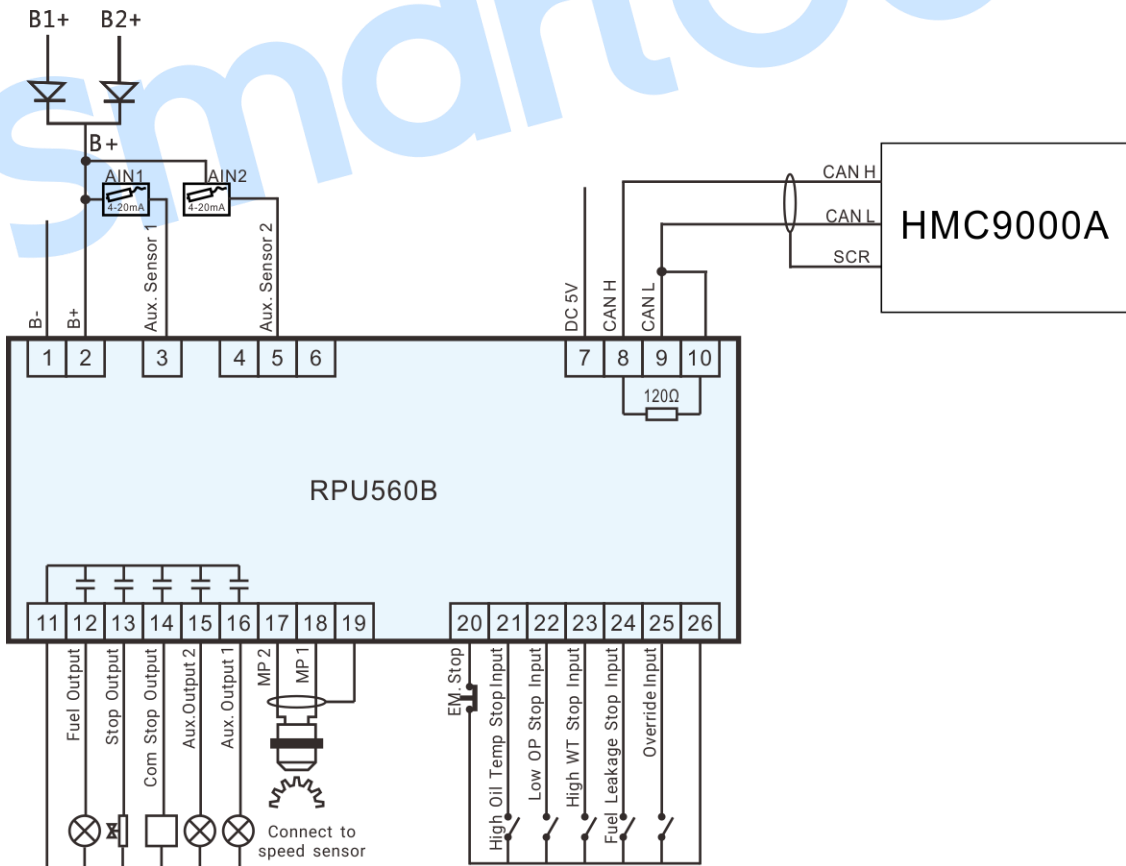 smartGe
B1+ B2+
B+
AIN1 AIN2
4-20mA 4-20mA
B-
B+
Aux. Sensor 1
Aux. Sensor 2
DC 5V
CAN H
CAN L
CAN H
CAN L
SCR
HMC9000A
1 2 3 4 5 6 7 8 9 10
120Ω
RPU560B
11 12 13 14 15 16 17 18 19 20 21 22 23 24 25 26
Fuel Output
Stop Output
Com Stop Output
Aux.Output 2
Aux.Output 1
MP 2
MP1
EM. Stop
High Oil Temp Stop Input
Low OP Stop Input
High WT Stop Input
Fuel Leakage Stop Input
Override Input
Connect to
speed sensor